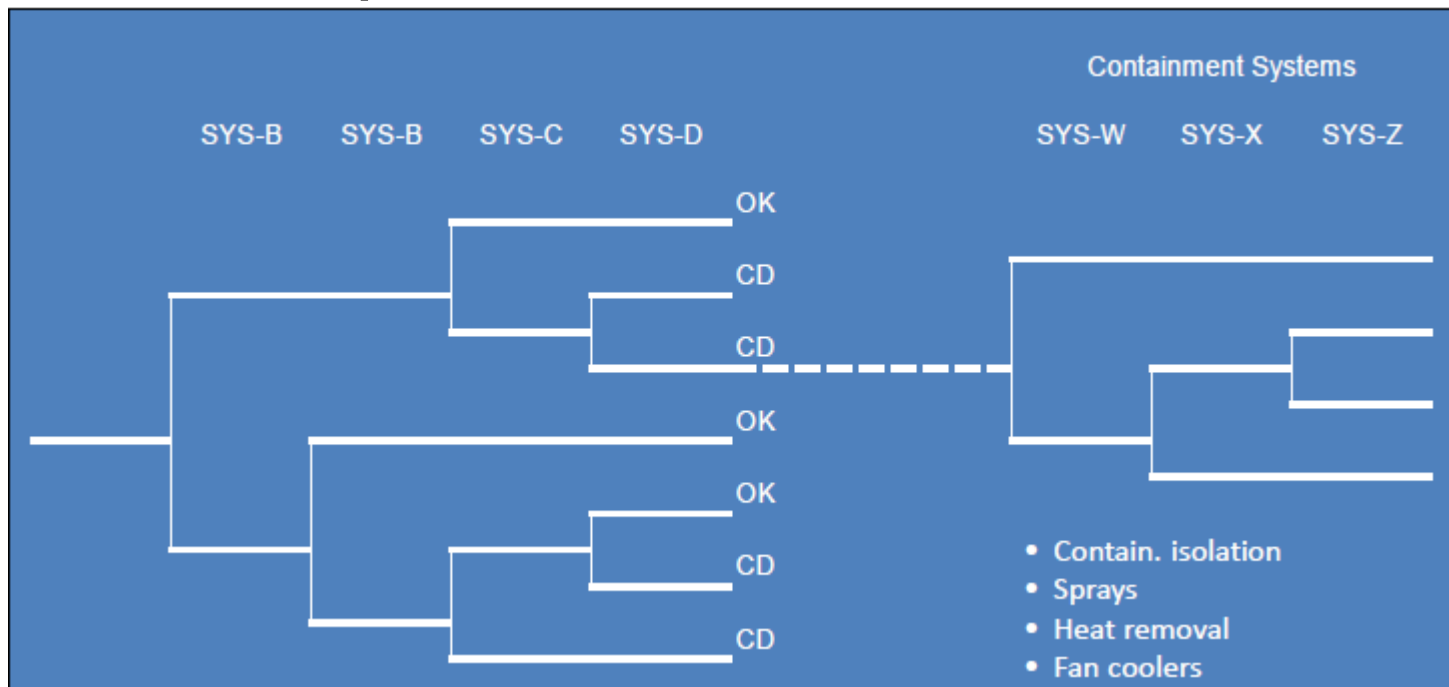 Containment Systems
SYS-B SYS-B SYS-C SYS-D SYS-W SYS-X SYS-Z
OK
CD
CD
OK
OK
CD
CD
• Contain. isolation
• Sprays
• Heat removal
• Fan coolers